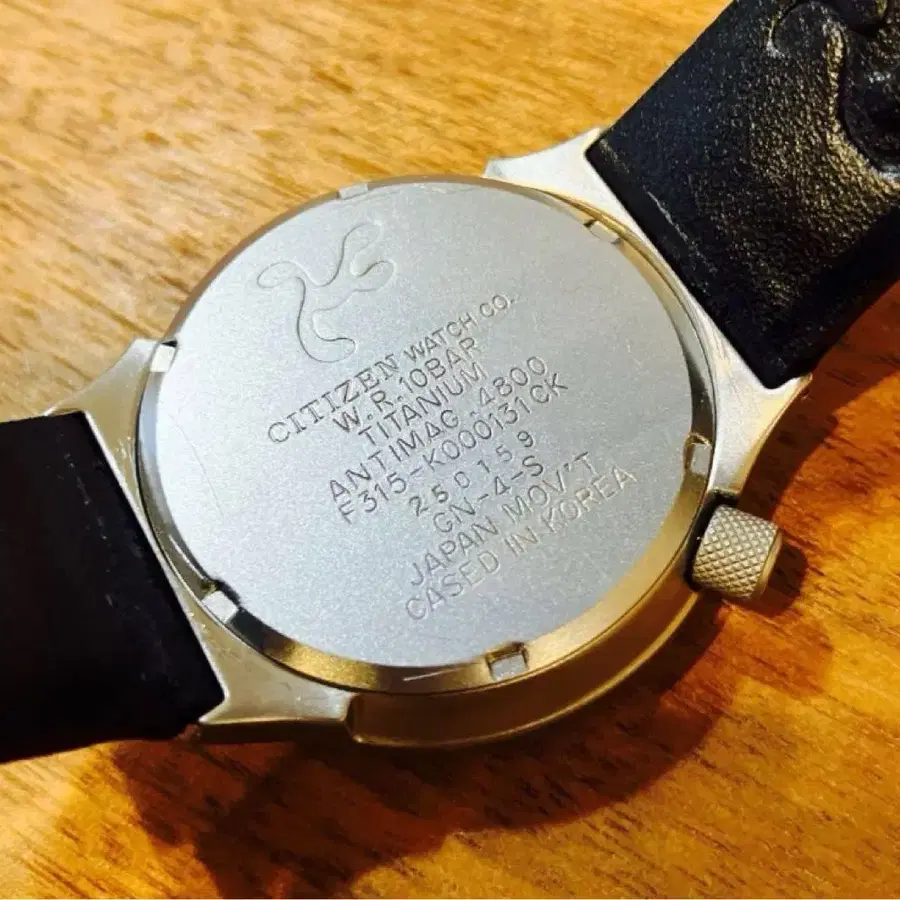 CITIZEN WATCH CO.
W.R.10BAR
TITANIUM
ANTIMAG.4800
F315-K000131CK
250159
GN-4-S
JAPAN MOV'T
CASED IN KOREA